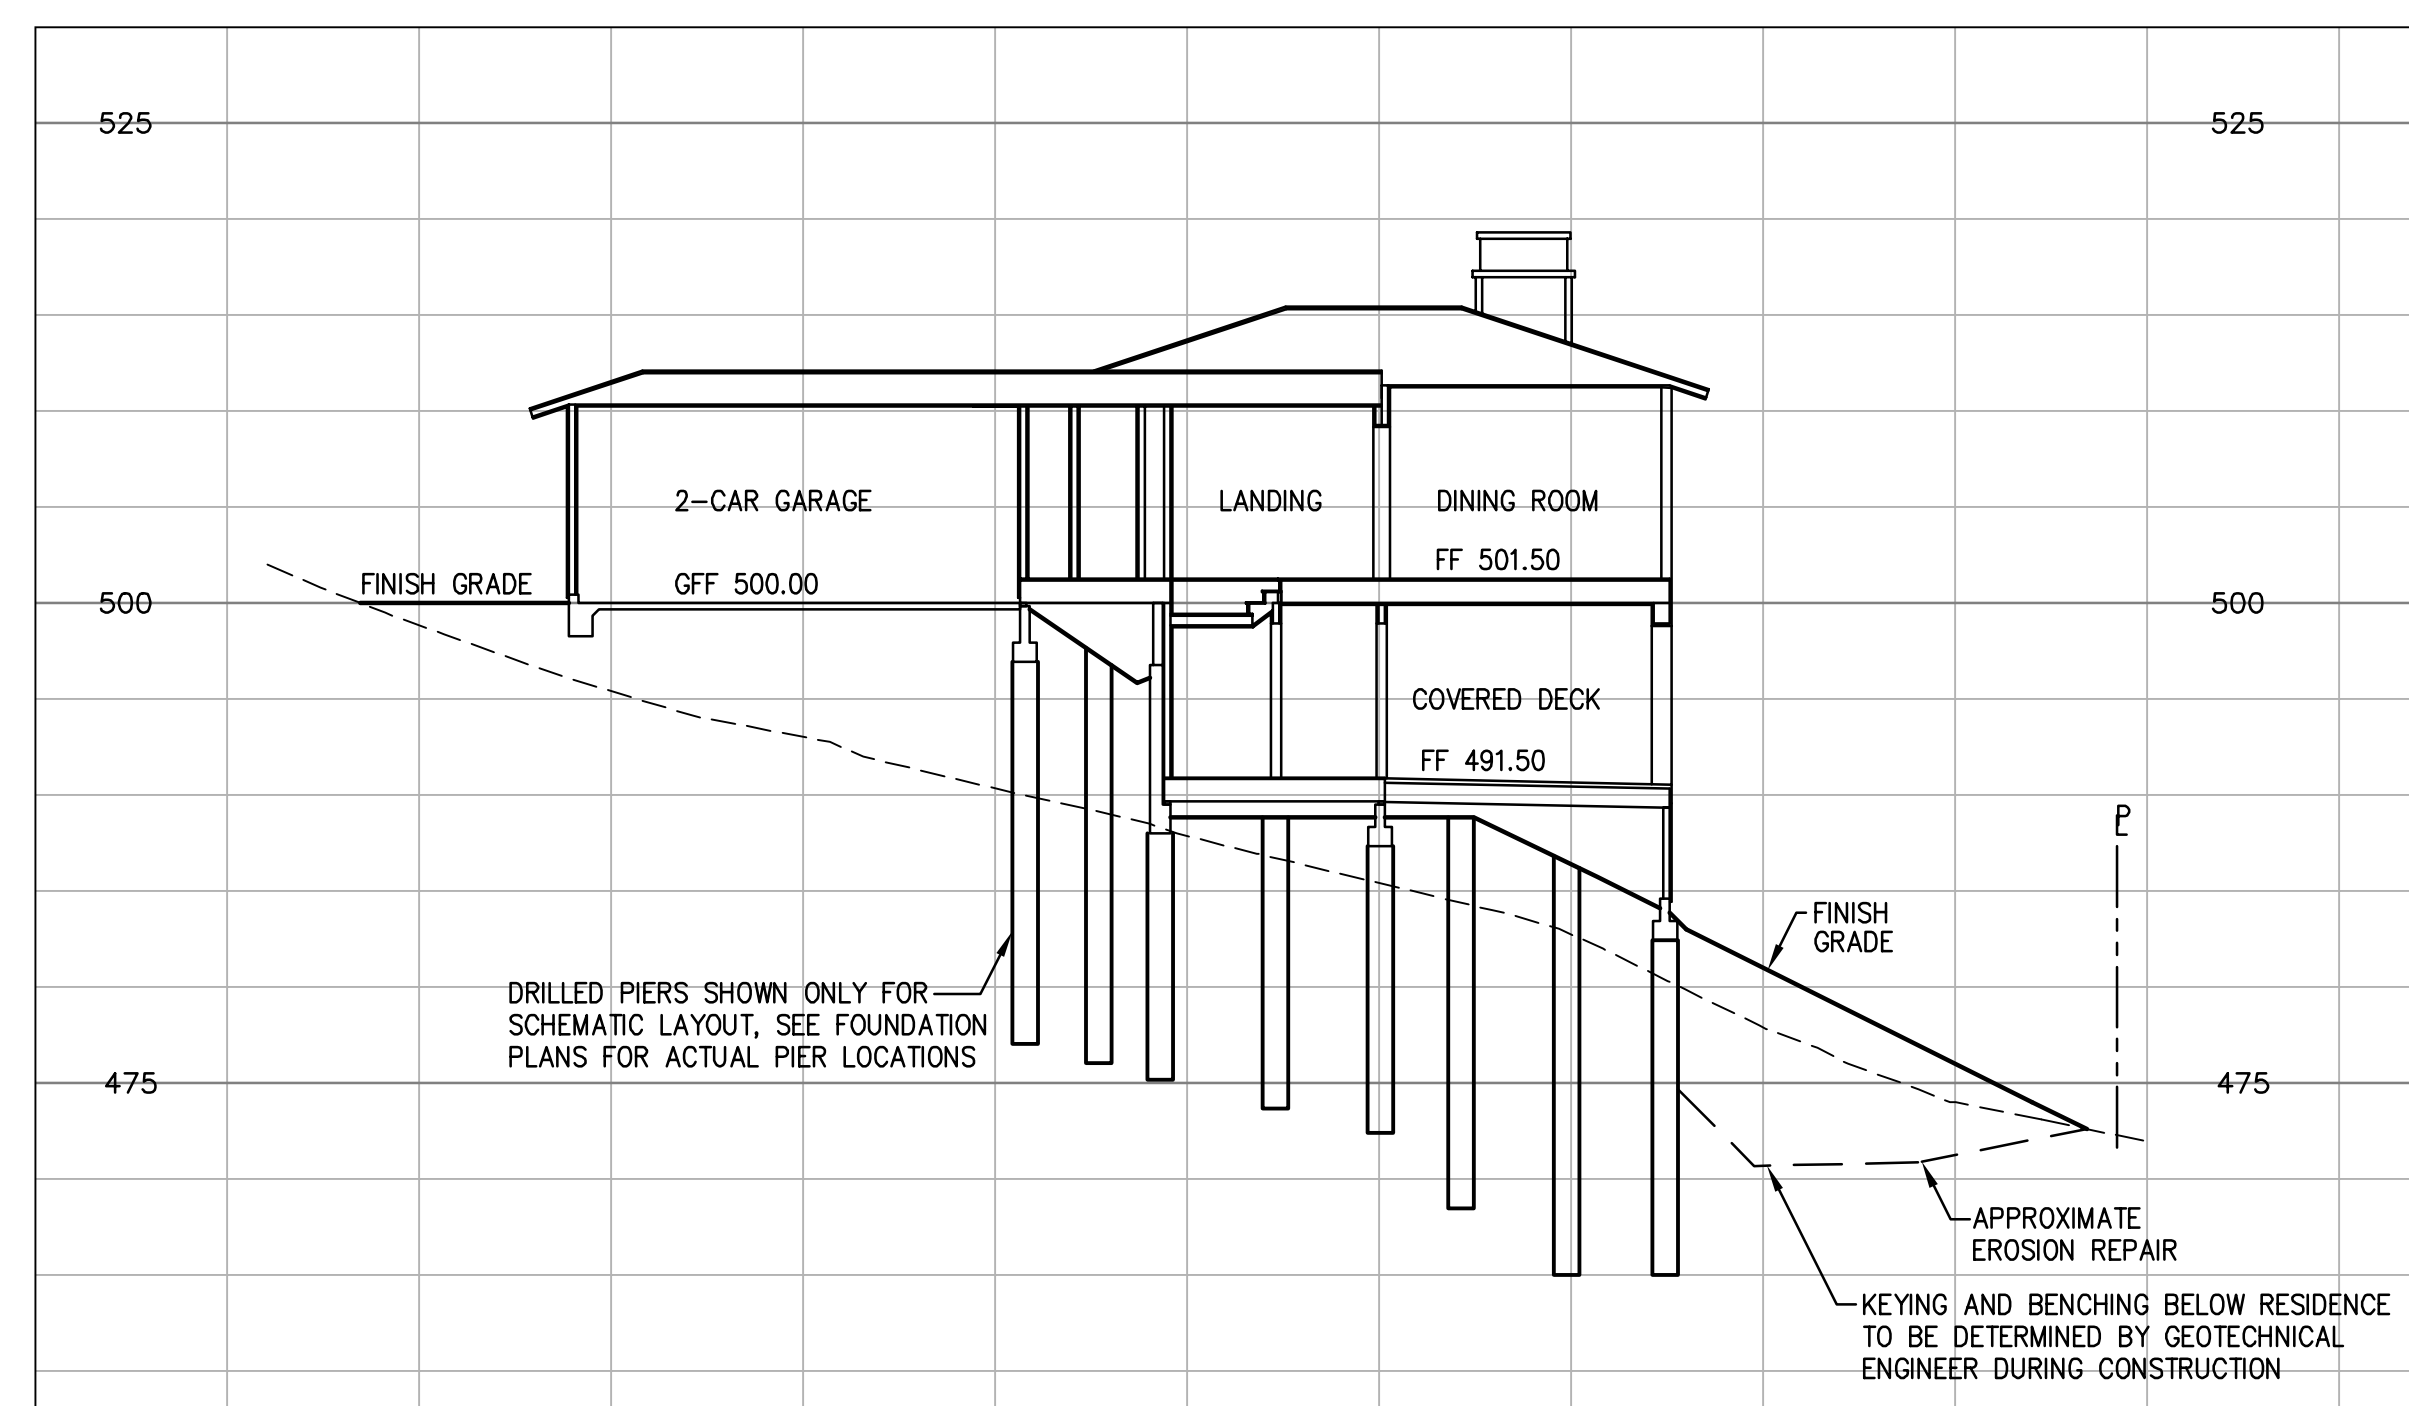 525 525
2-CAR GARAGE LANDING DINING ROOM
FF 501.50
FINISH GRADE GFF 500.00
500 500
COVERED DECK
FF 491.50
PL
FINISH
GRADE
DRILLED PIERS SHOWN ONLY FOR
SCHEMATIC LAYOUT, SEE FOUNDATION
PLANS FOR ACTUAL PIER LOCATIONS
475 475
APPROXIMATE
EROSION REPAIR
KEYING AND BENCHING BELOW RESIDENCE
TO BE DETERMINED BY GEOTECHNICAL
ENGINEER DURING CONSTRUCTION